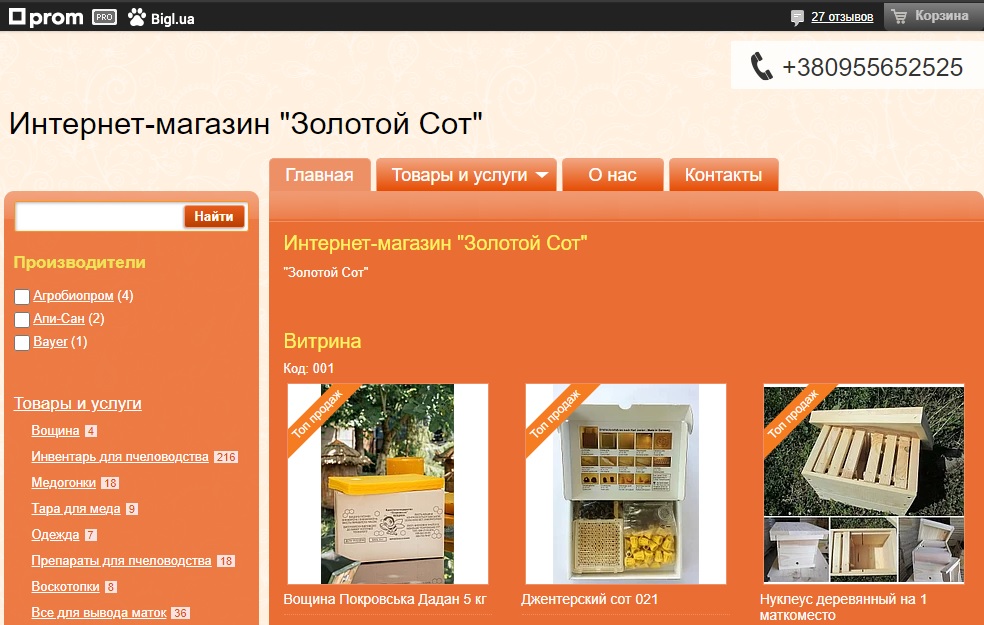 prom PRO Bigl.ua
27 отзывов
Корзина
+380955652525
Интернет-магазин "Золотой Сот"
Главная
Товары и услуги
О нас
Контакты
Найти
Производители
Агробиопром (4)
Апи-Сан (2)
Bayer (1)
Товары и услуги
Вощина 4
Инвентарь для пчеловодства 216
Медогонки 18
Тара для меда 9
Одежда 7
Препараты для пчеловодства 18
Воскотопки 8
Все для вывода маток 36
Интернет-магазин "Золотой Сот"
"Золотой Сот"
Витрина
Код: 001
Топ продаж
Топ продаж
Топ продаж
Вощина Покровська Дадан 5 кг
Джентерский сот 021
Нуклеус деревянный на 1
маткоместо